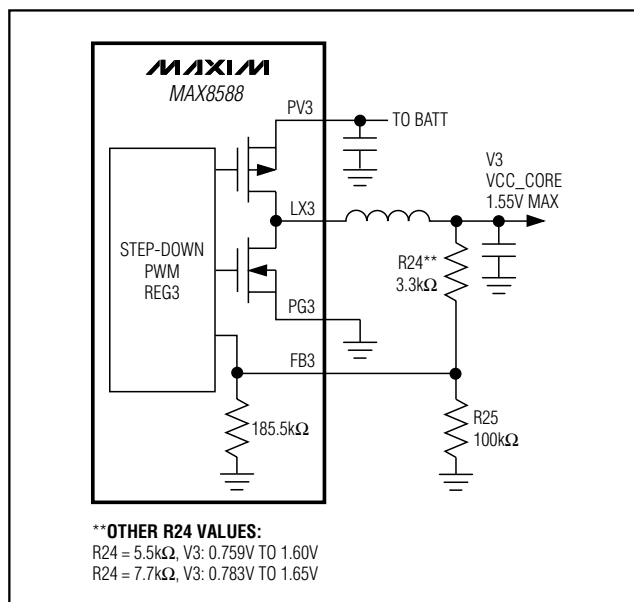 MAXIM
MAX8588
PV3
TO BATT
V3
VCC_CORE
1.55V MAX
LX3
STEP-DOWN
PWM
REG3
R24**
3.3kΩ
PG3
FB3
185.5kΩ
R25
100kΩ
**OTHER R24 VALUES:
R24 = 5.5kΩ, V3: 0.759V TO 1.60V
R24 = 7.7kΩ, V3: 0.783V TO 1.65V